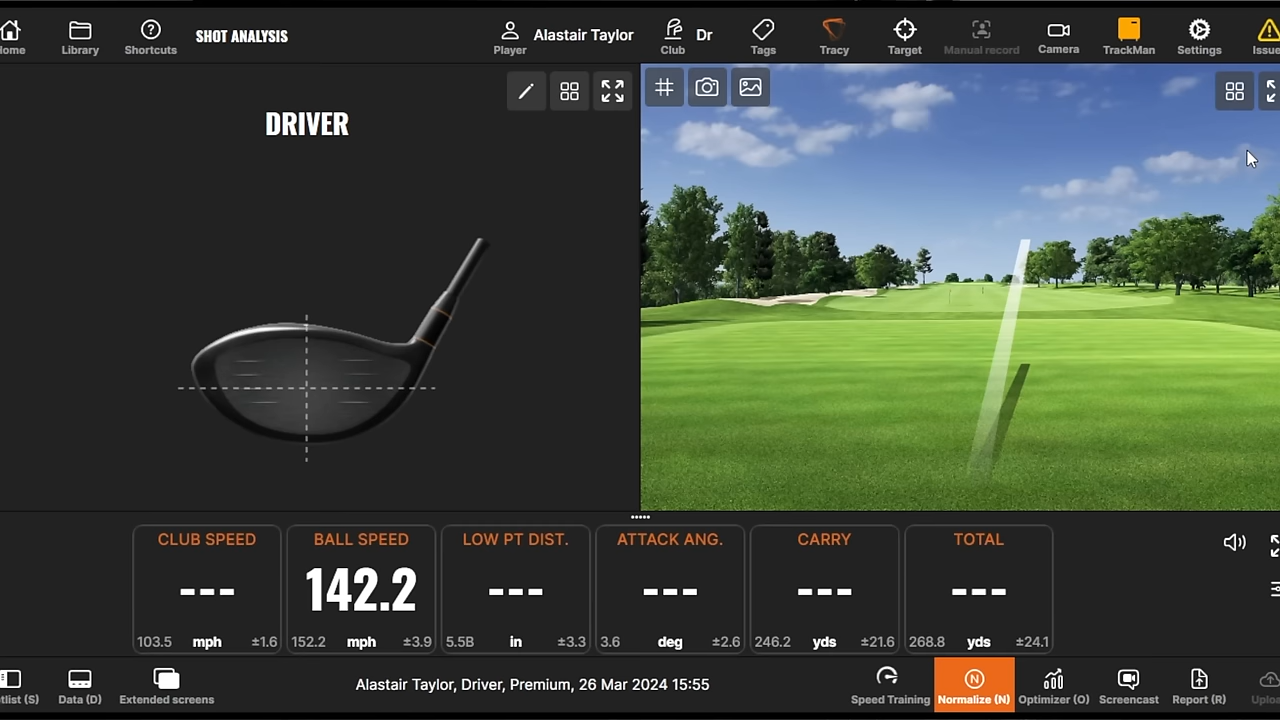 Home
Library
Shortcuts
SHOT ANALYSIS
Player
Alastair Taylor
Club
Dr
Tags
Tracy
Target
Manual record
Camera
TrackMan
Settings
Issue
DRIVER
CLUB SPEED
---
103.5 mph ±1.6
BALL SPEED
142.2
152.2 mph ±3.9
LOW PT DIST.
---
5.5B in ±3.3
ATTACK ANG.
---
3.6 deg ±2.6
CARRY
---
246.2 yds ±21.6
TOTAL
---
268.8 yds ±24.1
tlist (S)
Data (D)
Extended screens
Alastair Taylor, Driver, Premium, 26 Mar 2024 15:55
Speed Training
N
Normalize (N)
Optimizer (O)
Screencast
Report (R)
Uploa